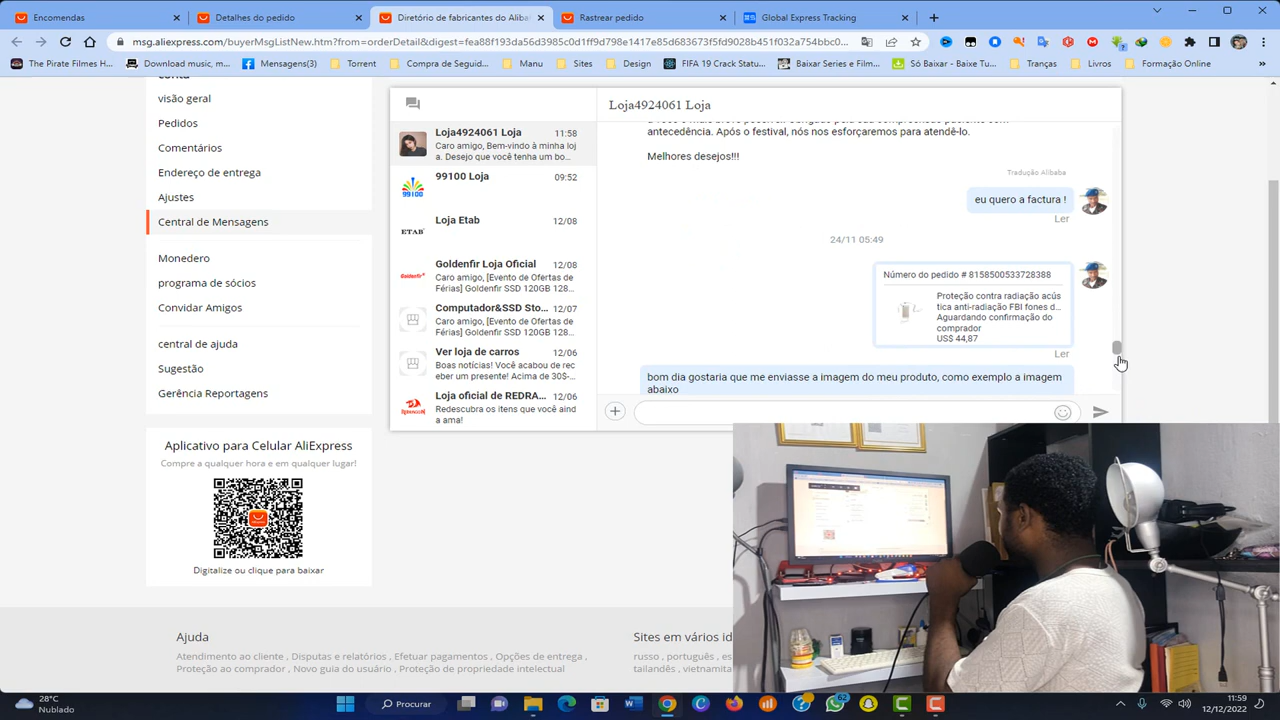 Encomendas
Detalhes do pedido
Diretório de fabricantes do Aliba
Rastrear pedido
Global Express Tracking
msg.aliexpress.com/buyerMsgListNew.htm?from=orderDetail&digest=fea88f193da56d3985c0d1ff9d798e1417e85d683673f5fd9028b451f032a754bbc0...
The Pirate Filmes H...
Download music, m...
Mensagens(3)
Torrent
Compra de Seguid...
Manu
Sites
Design
FIFA 19 Crack Statu...
Baixar Series e Film...
Só Baixar - Baixe Tu...
Tranças
Livros
Formação Online
conta
visão geral
Pedidos
Comentários
Endereço de entrega
Ajustes
Central de Mensagens
Monedero
programa de sócios
Convidar Amigos
central de ajuda
Sugestão
Gerência Reportagens
Aplicativo para Celular AliExpress
Compre a qualquer hora e em qualquer lugar!
Digitalize ou clique para baixar
Loja4924061 Loja 11:58
Caro amigo, Bem-vindo à minha loj
a. Desejo que você tenha um bo...
99100
99100 Loja 09:52
ETAB
Loja Etab 12/08
Goldenfir
Goldenfir Loja Oficial 12/08
Caro amigo, [Evento de Ofertas de
Férias] Goldenfir SSD 120GB 128...
Computador&SSD Sto... 12/07
Caro amigo, [Evento de Ofertas de
Férias] Goldenfir SSD 120GB 128...
Ver loja de carros 12/06
Boas notícias! Você acabou de rec
eber um presente! Acima de 30$-...
Loja oficial de REDRA... 12/06
Redescubra os itens que você aind
a ama!
Loja4924061 Loja
antecedência. Após o festival, nós nos esforçaremos para atendê-lo.
Melhores desejos!!!
Tradução Alibaba
eu quero a factura !
Ler
24/11 05:49
Número do pedido # 8158500533728388
Proteção contra radiação acús
tica anti-radiação FBI fones d...
Aguardando confirmação do
comprador
US$ 44,87
Ler
bom dia gostaria que me enviasse a imagem do meu produto, como exemplo a imagem
abaixo
Ajuda
Atendimento ao cliente , Disputas e relatórios , Efetuar pagamentos , Opções de entrega ,
Proteção ao comprador , Novo guia do usuário , Proteção de propriedade intelectual
Sites em vários id
russo , português , es
tailandês , vietnamita
28°C
Nublado
Procurar
62
11:59
12/12/2022